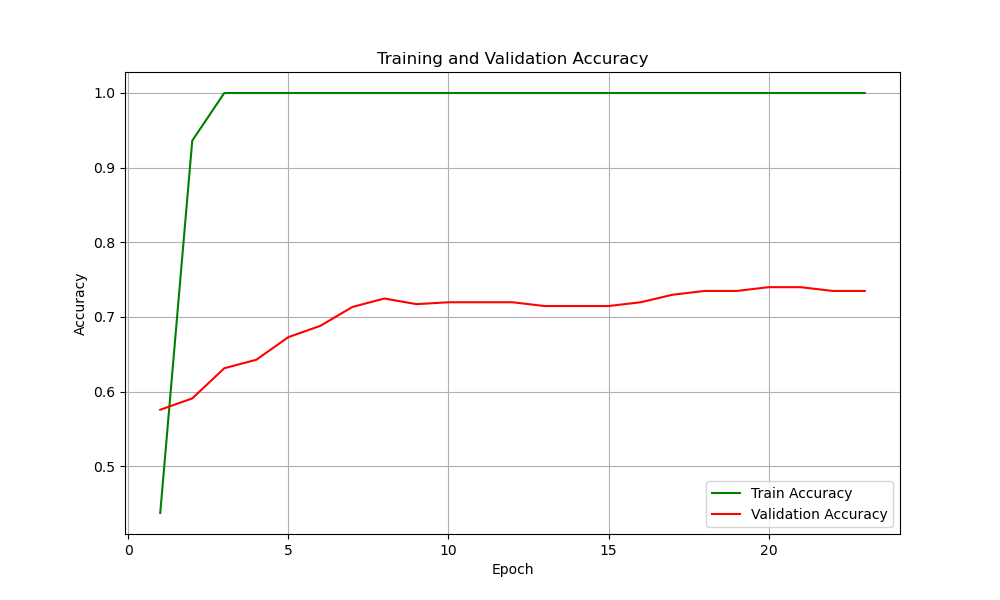 Training and Validation Accuracy
1.0
0.9
0.8
0.7
0.6
0.5
Accuracy
Train Accuracy
Validation Accuracy
0 5 10 15 20
Epoch